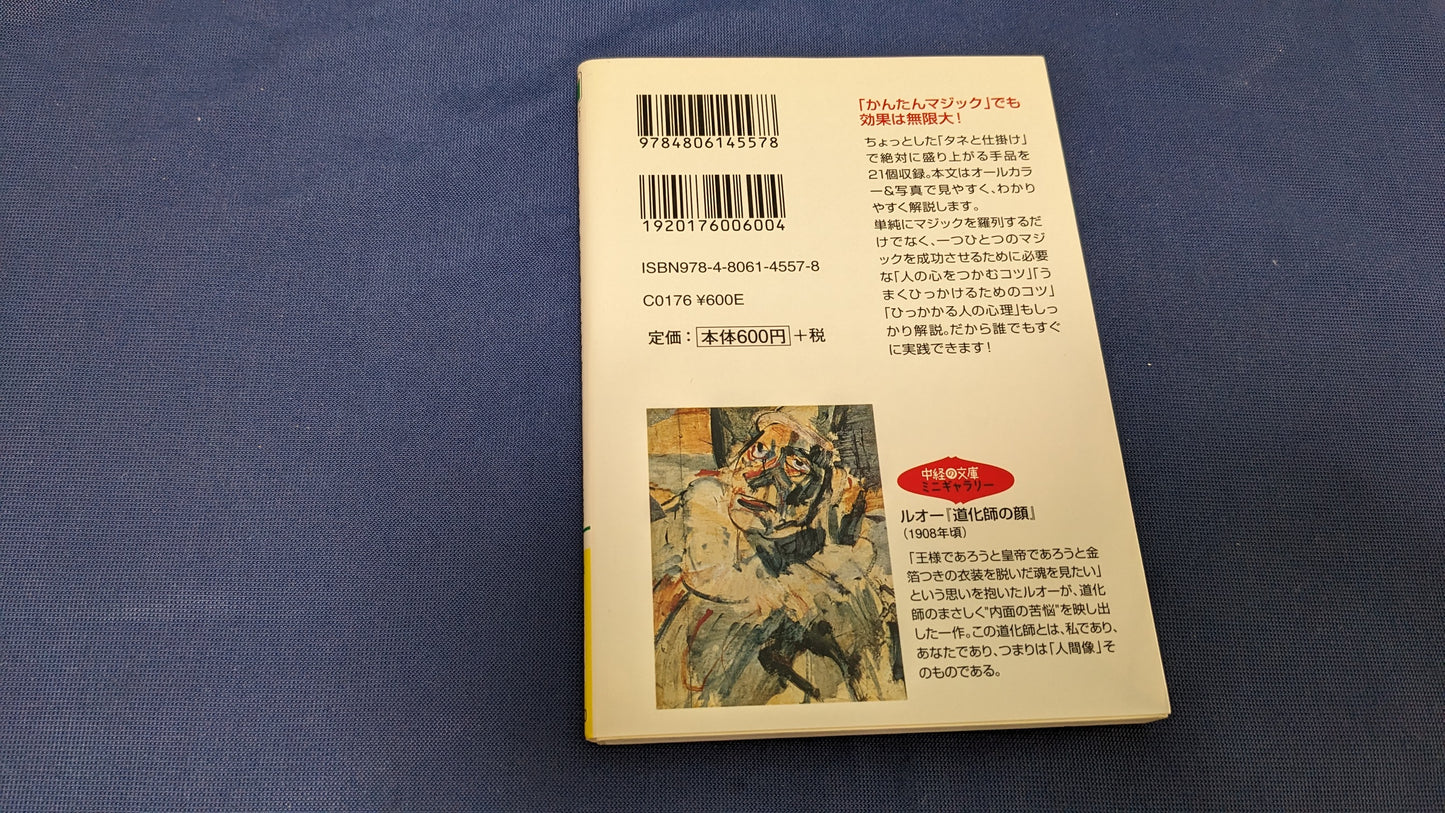 9784806145578
1920176006004
ISBN978-4-8061-4557-8
C0176 ¥600E
定価：本体600円＋税
「かんたんマジック」でも
効果は無限大！
ちょっとした「タネと仕掛け」
で絶対に盛り上がる手品を
21個収録。本文はオールカラ
ー&写真で見やすく、わかり
やすく解説します。
単純にマジックを羅列するだ
けでなく、一つひとつのマジ
ックを成功させるために必要
な「人の心をつかむコツ」「う
まくひっかけるためのコツ」
「ひっかかる人の心理」もしっ
かり解説。だから誰でもすぐ
に実践できます！
中経の文庫
ミニギャラリー
ルオー『道化師の顔』
（1908年頃）
「王様であろうと皇帝であろうと金
箔つきの衣装を脱いだ魂を見たい」
という思いを抱いたルオーが、道化
師のまさしく"内面の苦悩"を映し出
した一作。この道化師とは、私であり、
あなたであり、つまりは「人間像」そ
のものである。